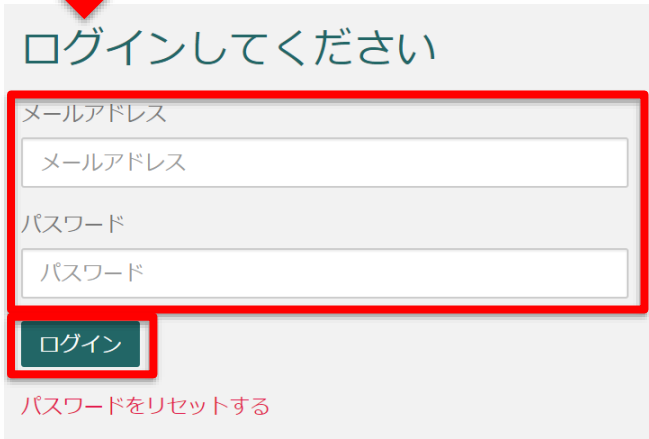 ログインしてください
メールアドレス
メールアドレス
パスワード
パスワード
ログイン
パスワードをリセットする